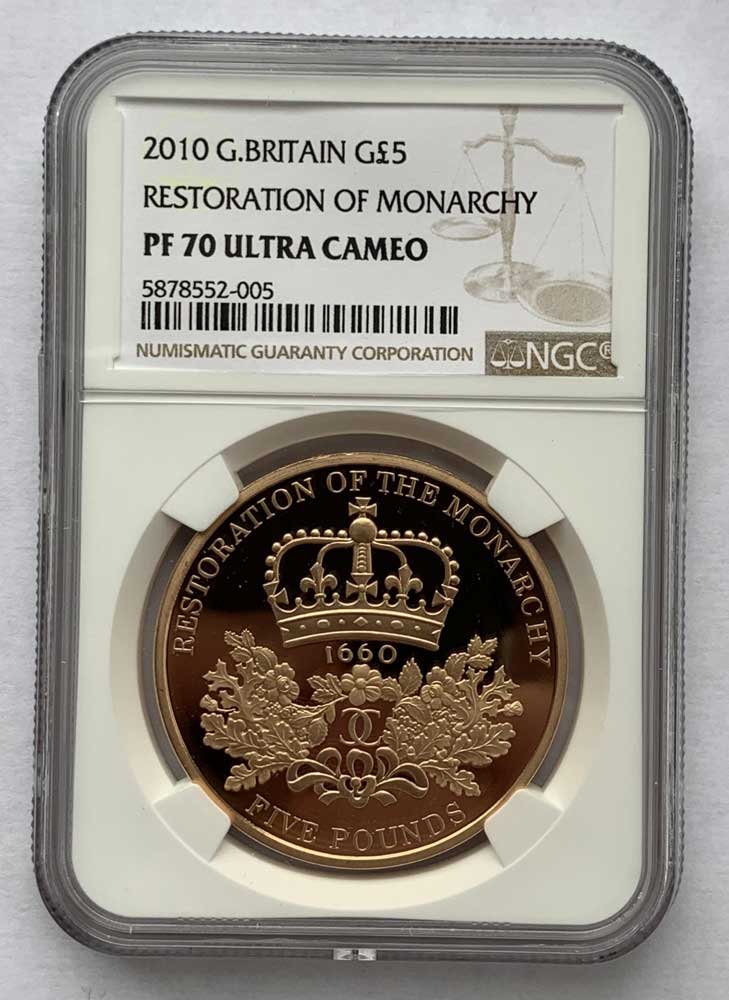 2010 G.BRITAIN G£5
RESTORATION OF MONARCHY
PF 70 ULTRA CAMEO
5878552-005
NUMISMATIC GUARANTY CORPORATION
NGC®
RESTORATION OF THE MONARCHY
1660
CC
FIVE POUNDS